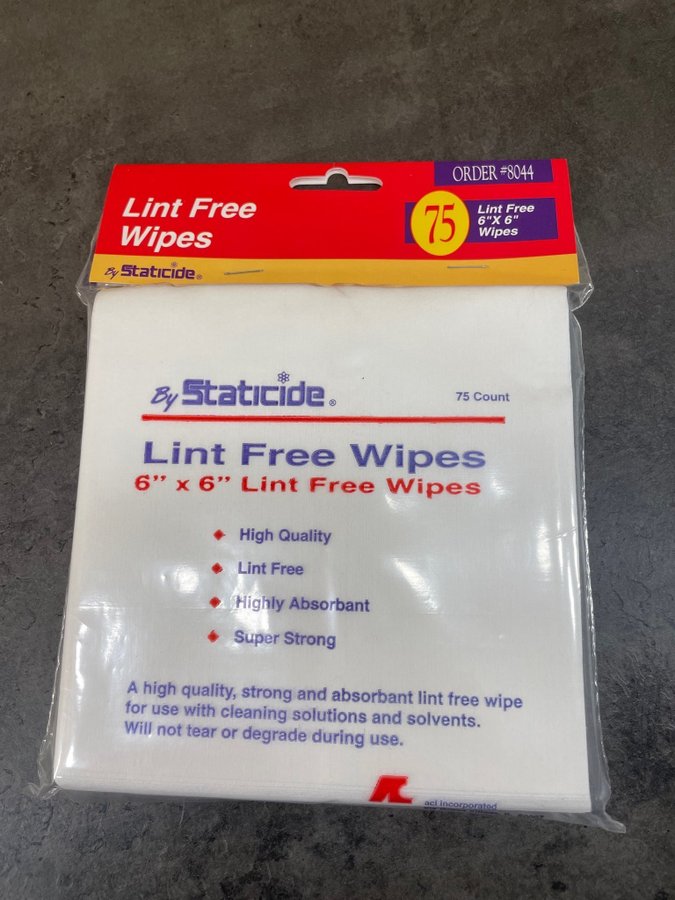 ORDER #8044
Lint Free
Wipes
75
Lint Free
6"X 6"
Wipes
By Staticide®
By Staticide®
75 Count
Lint Free Wipes
6” x 6” Lint Free Wipes
High Quality
Lint Free
Highly Absorbant
Super Strong
A high quality, strong and absorbant lint free wipe
for use with cleaning solutions and solvents.
Will not tear or degrade during use.
acl incorporated